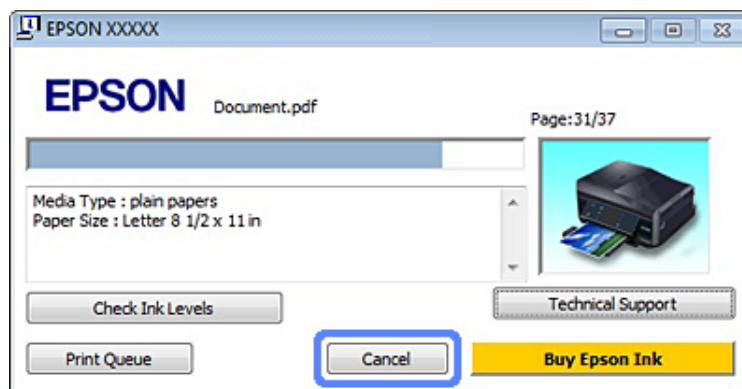 EPSON XXXXX
EPSON Document.pdf
Page:31/37
Media Type : plain papers
Paper Size : Letter 8 1/2 x 11 in
Check Ink Levels
Technical Support
Print Queue
Cancel
Buy Epson Ink